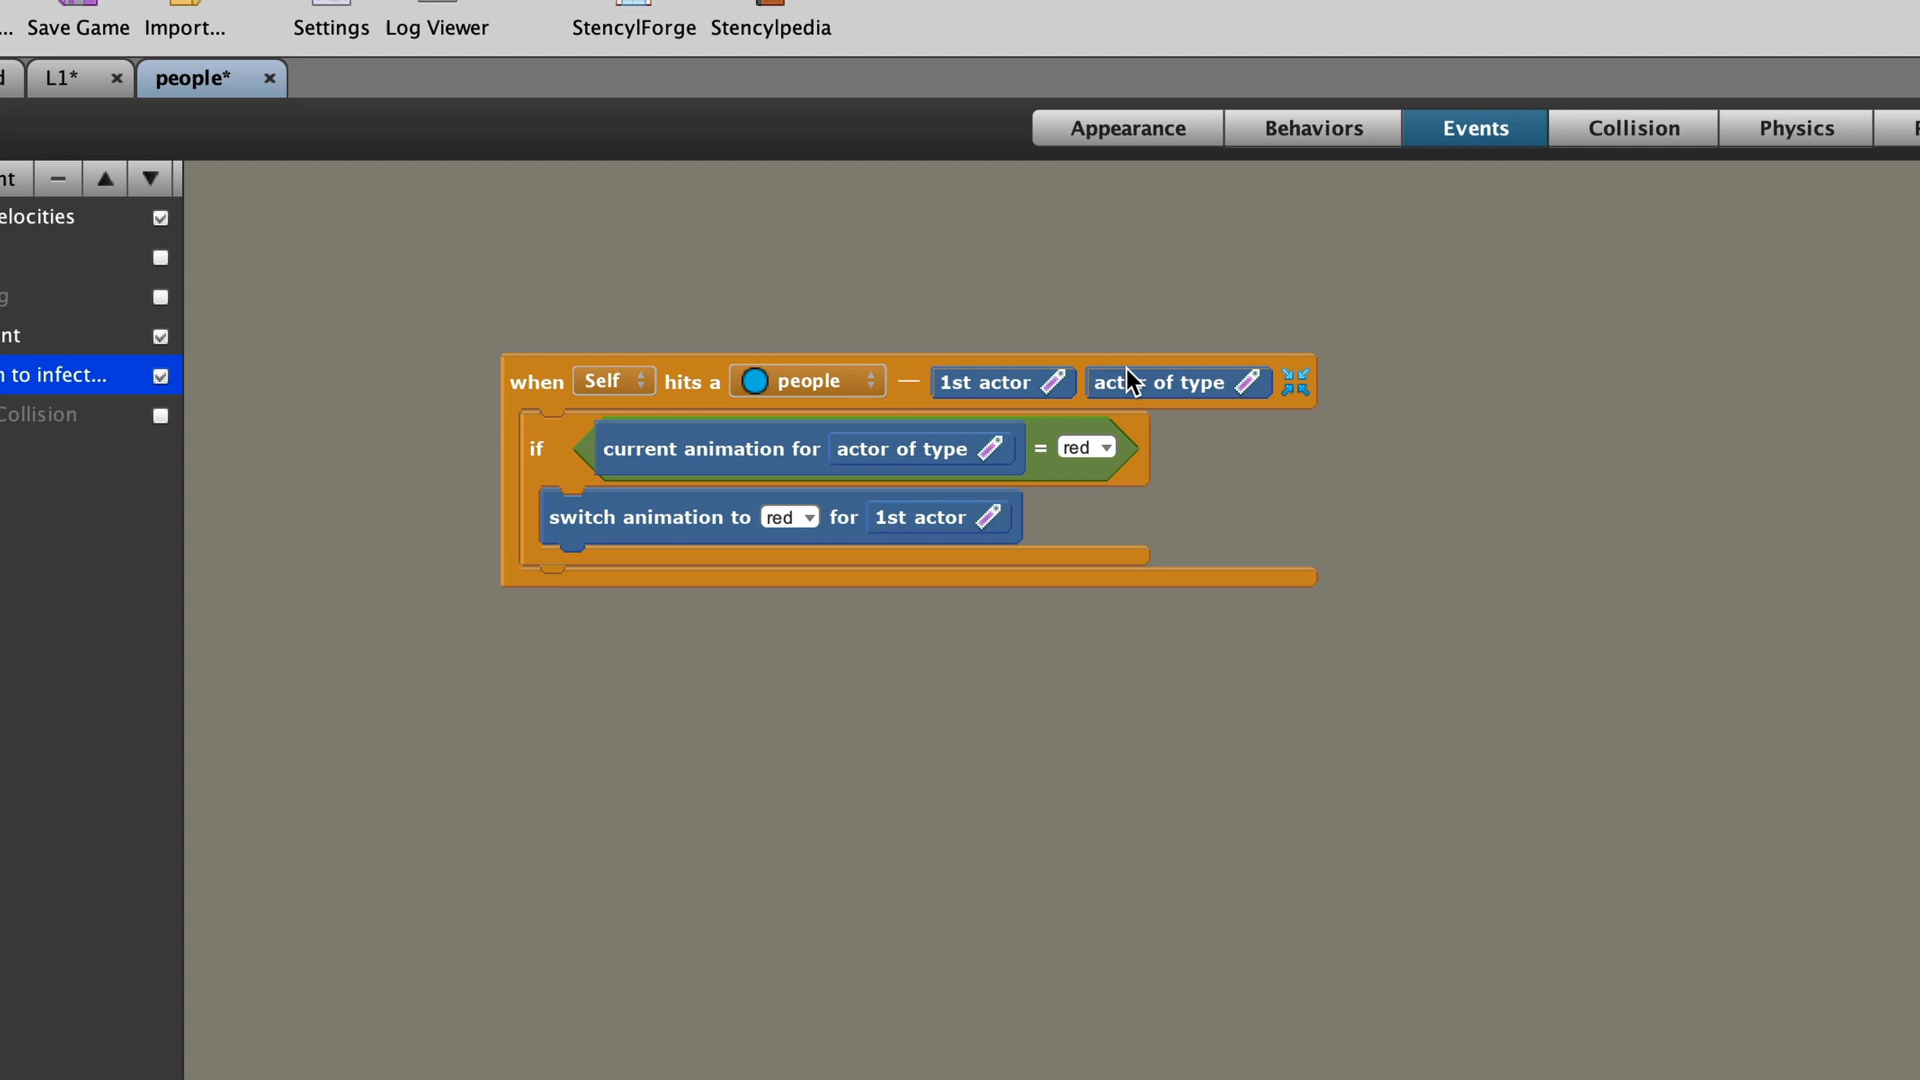 ... Save Game Import... Settings Log Viewer StencylForge Stencylpedia
d L1* × people* ×
Appearance Behaviors Events Collision Physics
nt
elocities
g
nt
n to infect...
Collision
when Self hits a people — 1st actor actor of type
if current animation for actor of type = red
switch animation to red for 1st actor